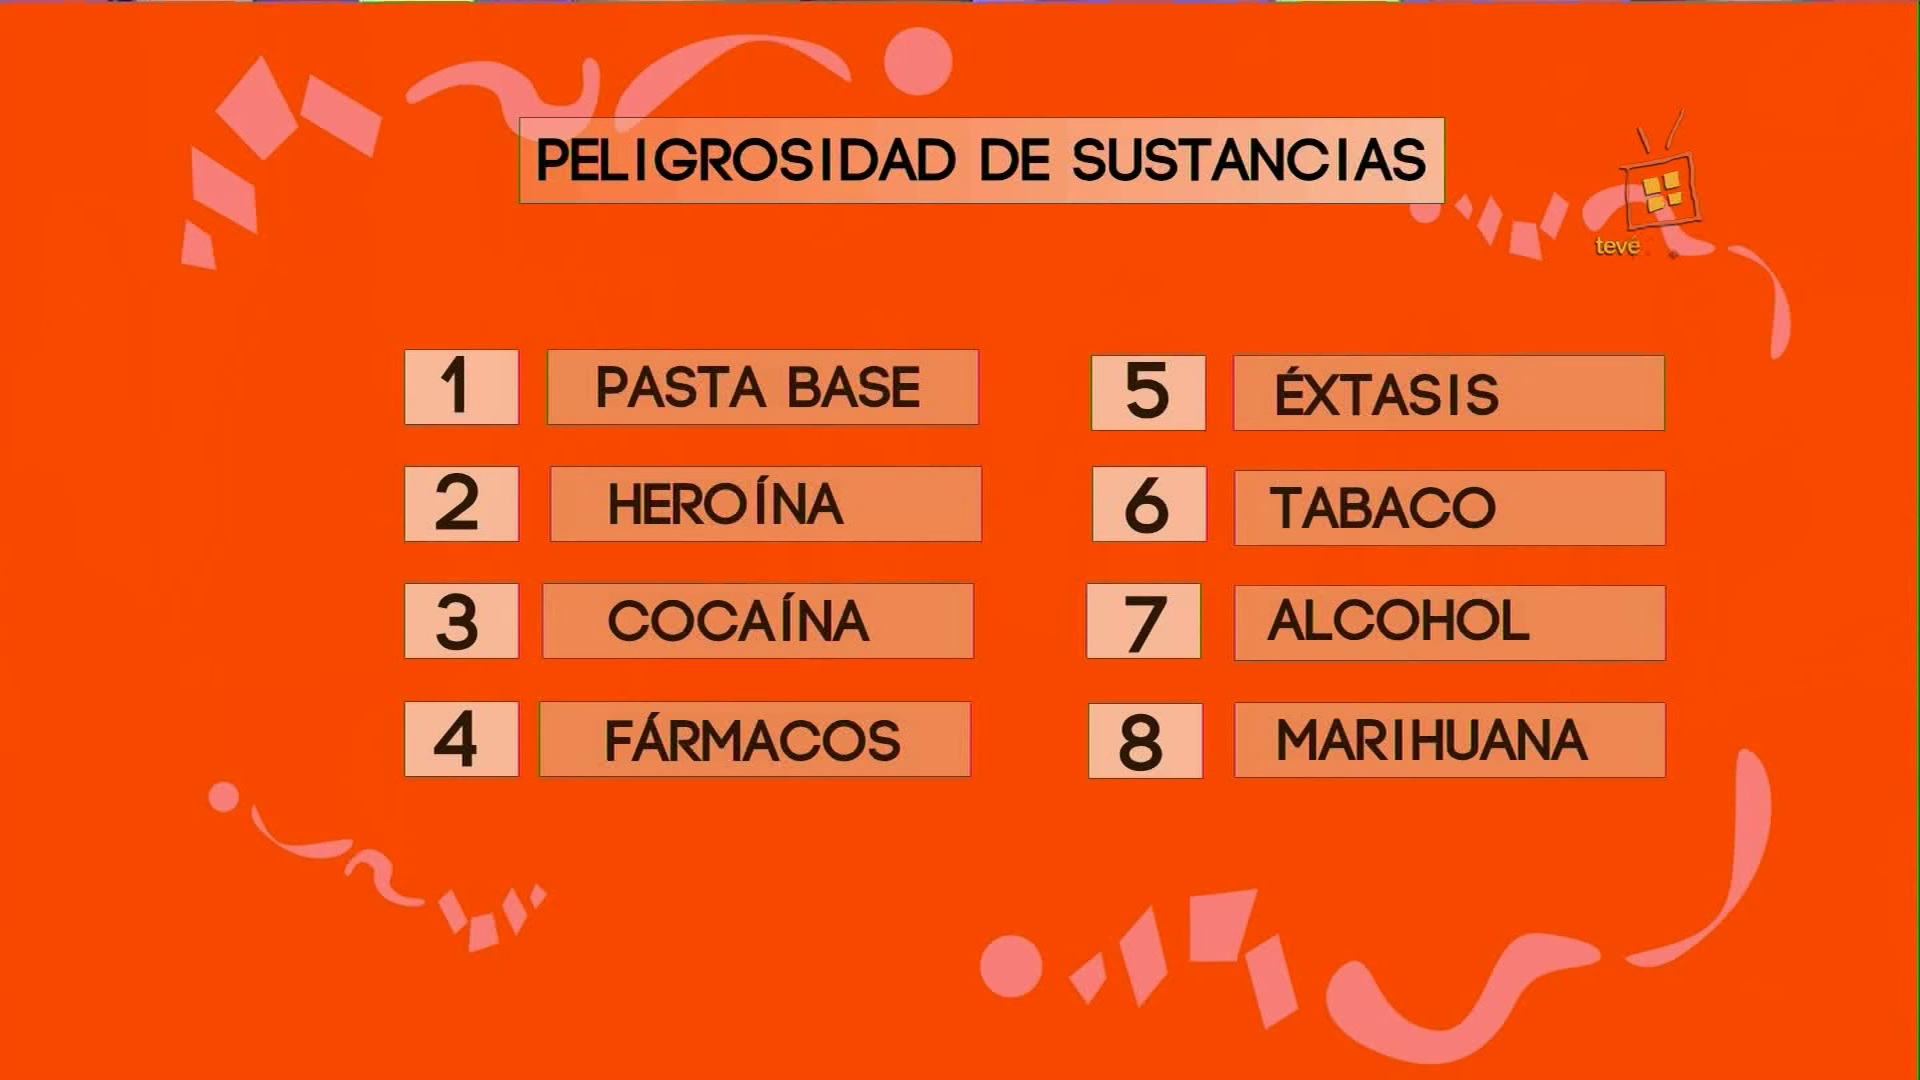 PELIGROSIDAD DE SUSTANCIAS
tevé
1 PASTA BASE
2 HEROÍNA
3 COCAÍNA
4 FÁRMACOS
5 ÉXTASIS
6 TABACO
7 ALCOHOL
8 MARIHUANA